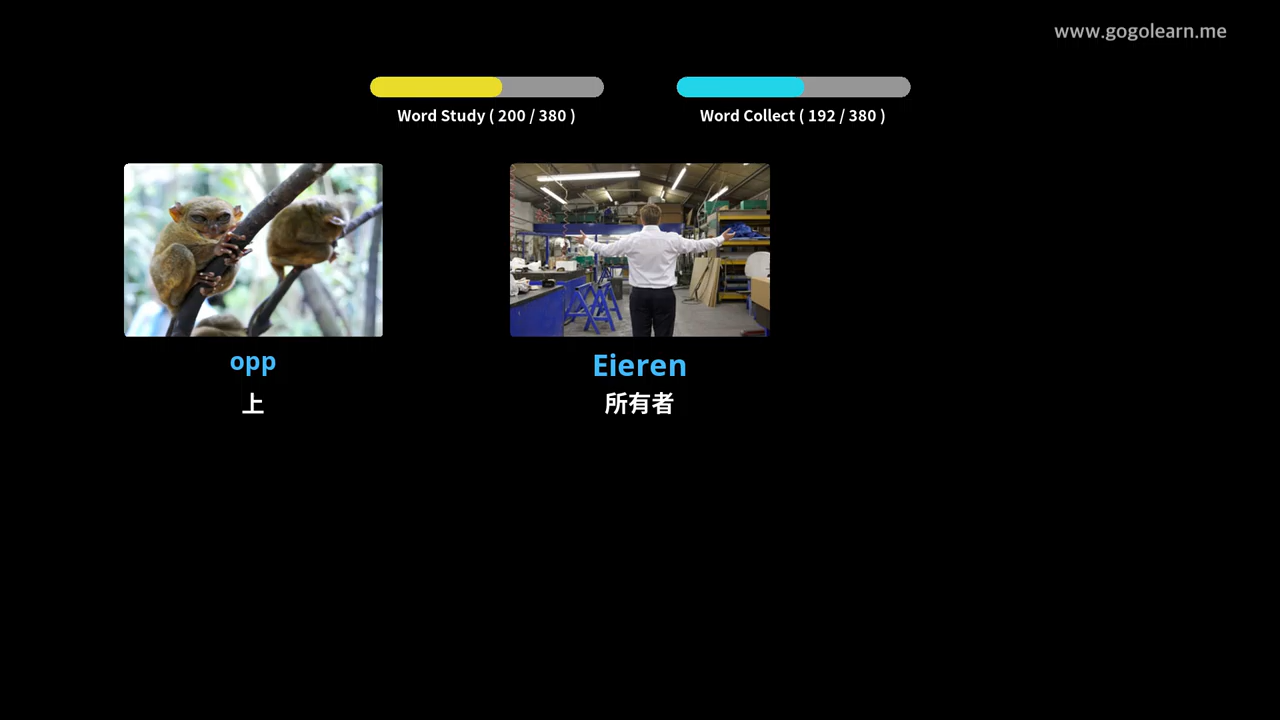 www.gogolearn.me
Word Study ( 200 / 380 )
Word Collect ( 192 / 380 )
opp
上
Eieren
所有者